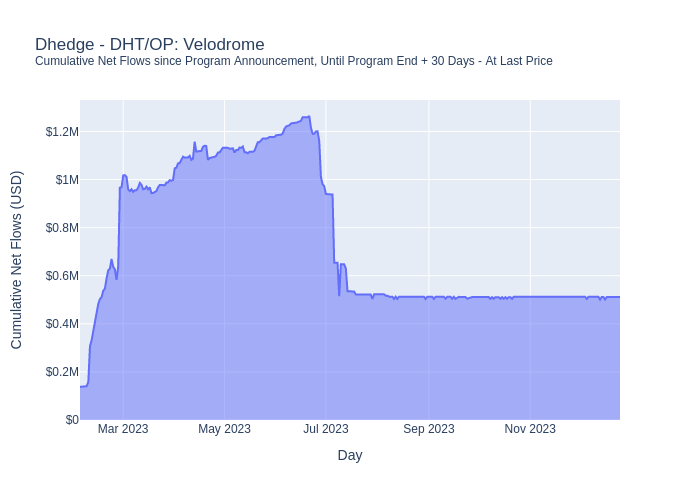 Dhedge - DHT/OP: Velodrome
Cumulative Net Flows since Program Announcement, Until Program End + 30 Days - At Last Price
Cumulative Net Flows (USD)
$1.2M
$1M
$0.8M
$0.6M
$0.4M
$0.2M
$0
Mar 2023 May 2023 Jul 2023 Sep 2023 Nov 2023
Day